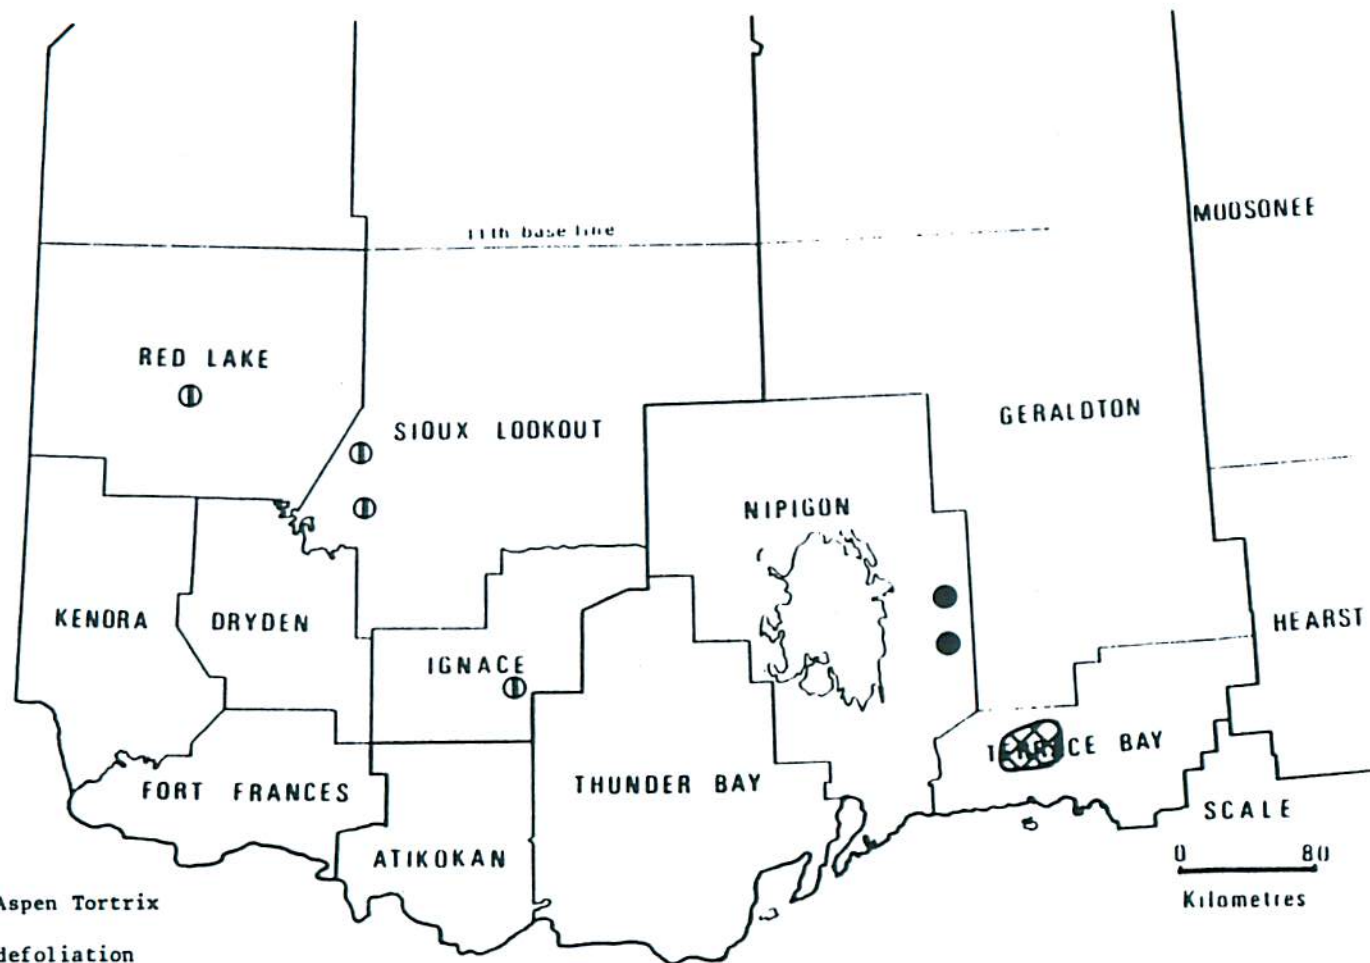 11th base line
MOOSONEE
RED LAKE
GERALDTON
SIOUX LOOKOUT
NIPIGON
KENORA
DRYDEN
HEARST
IGNACE
TERRACE BAY
THUNDER BAY
FORT FRANCES
SCALE
ATIKOKAN
0 80
Kilometres
Aspen Tortrix
defoliation